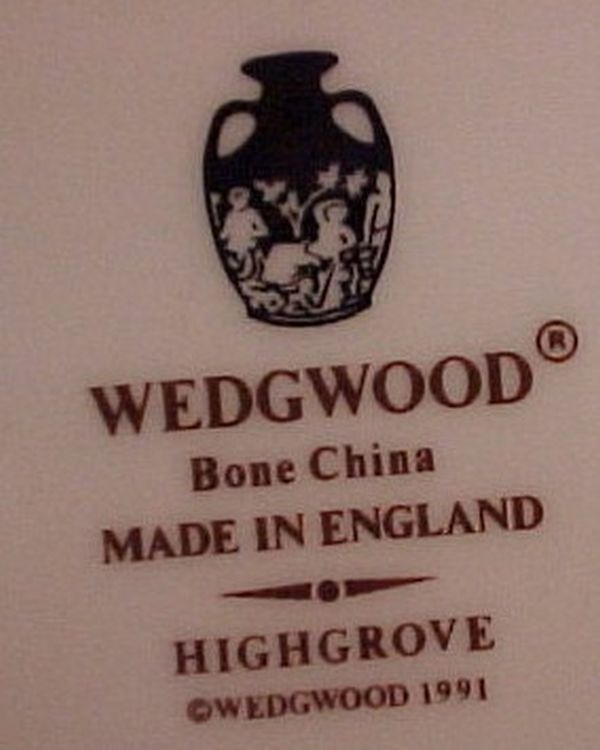 WEDGWOOD®
Bone China
MADE IN ENGLAND
HIGHGROVE
©WEDGWOOD 1991